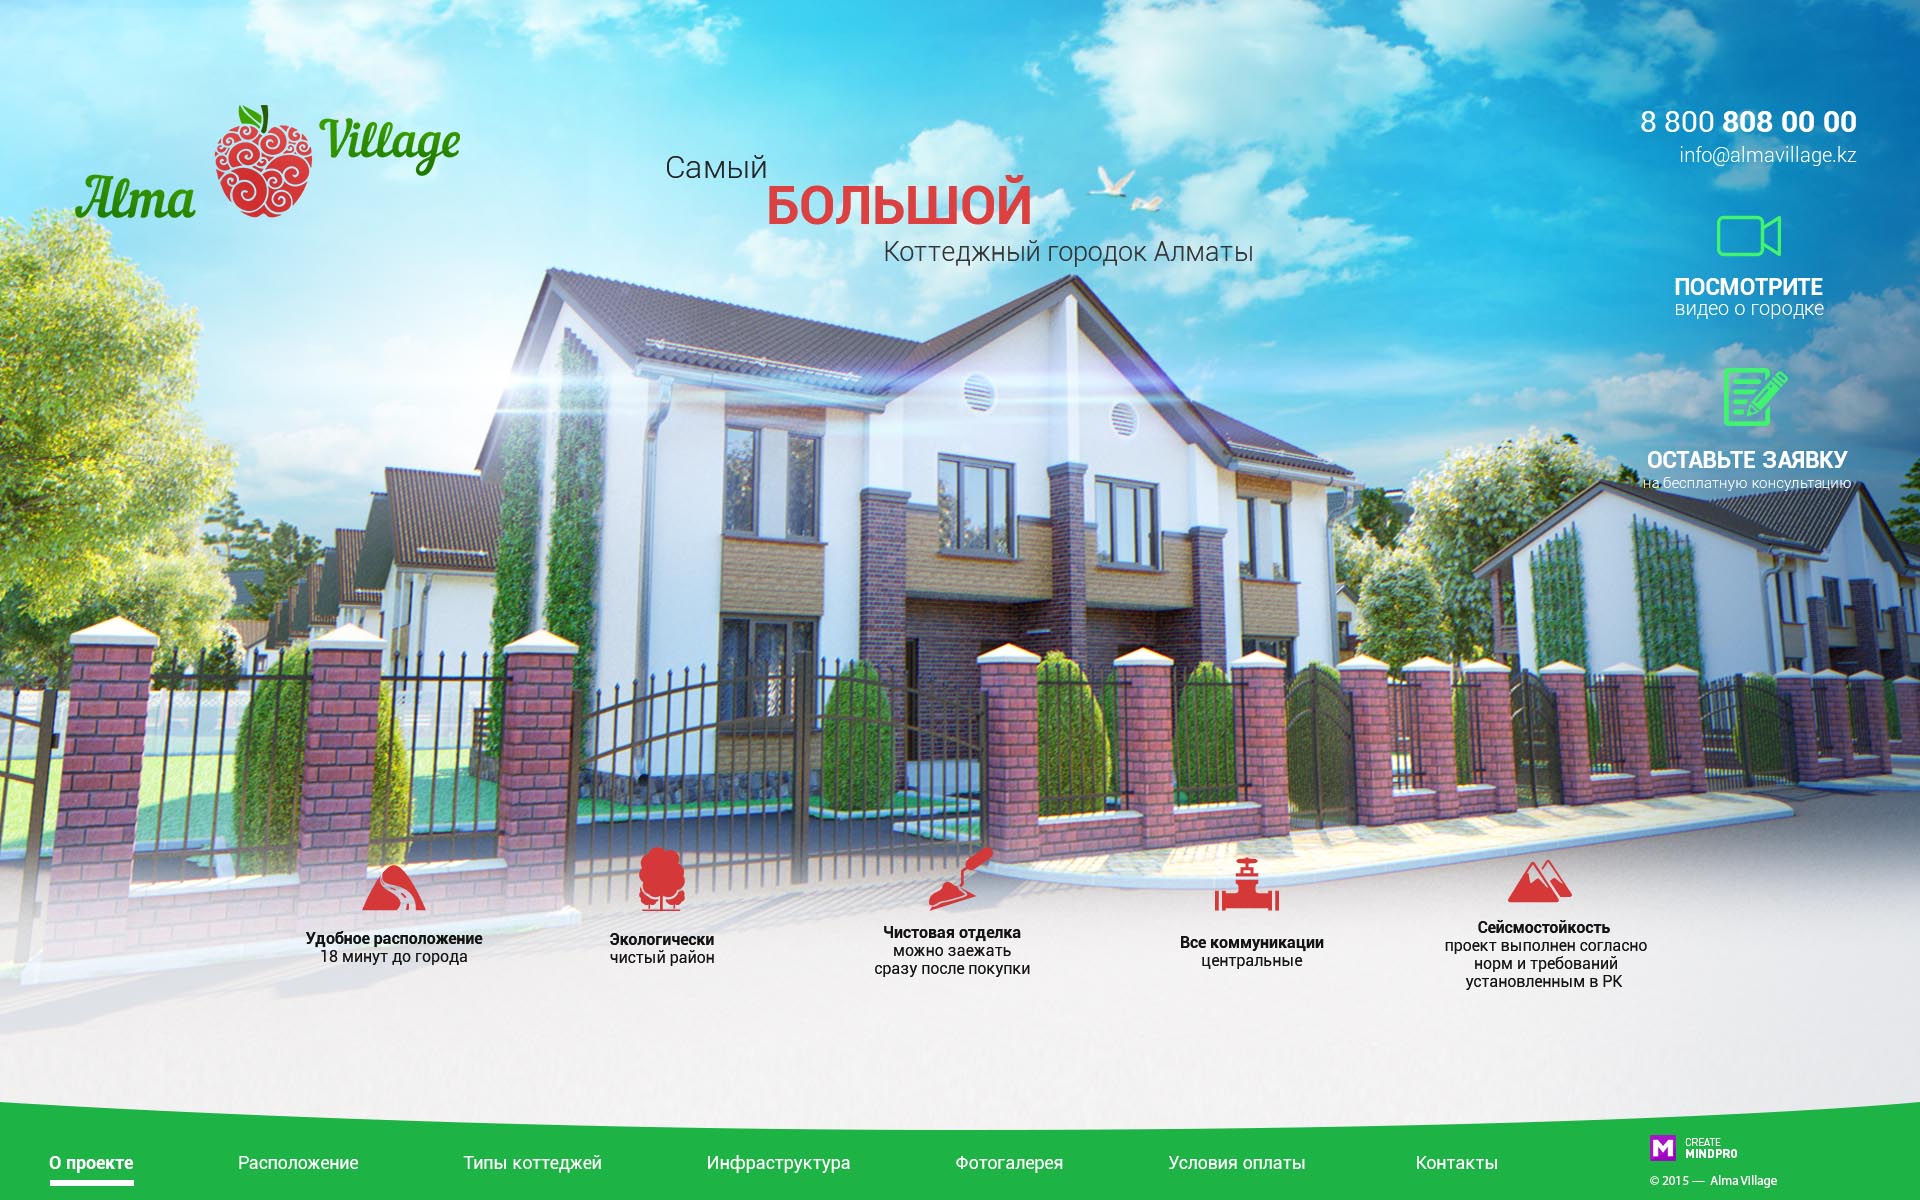 Alma Village
8 800 808 00 00
info@almavillage.kz
Самый
БОЛЬШОЙ
Коттеджный городок Алматы
ПОСМОТРИТЕ
видео о городке
ОСТАВЬТЕ ЗАЯВКУ
на бесплатную консультацию
Удобное расположение
18 минут до города
Экологически
чистый район
Чистовая отделка
можно заежать
сразу после покупки
Все коммуникации
центральные
Сейсмостойкость
проект выполнен согласно
норм и требований
установленным в РК
О проекте
Расположение
Типы коттеджей
Инфраструктура
Фотогалерея
Условия оплаты
Контакты
M
CREATE
MINDPRO
© 2015 — Alma Village